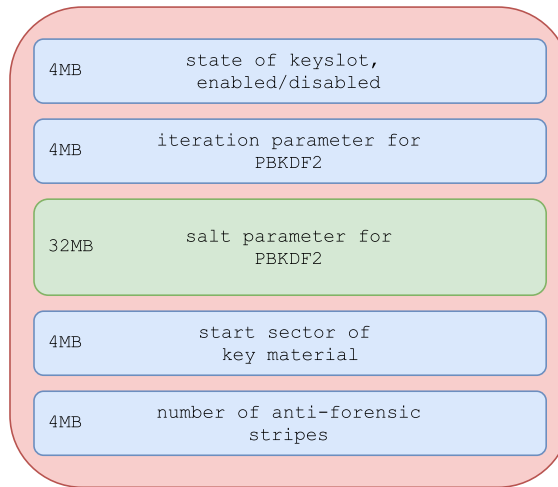 4MB
state of keyslot,
enabled/disabled
4MB
iteration parameter for
PBKDF2
32MB
salt parameter for
PBKDF2
4MB
start sector of
key material
4MB
number of anti-forensic
stripes